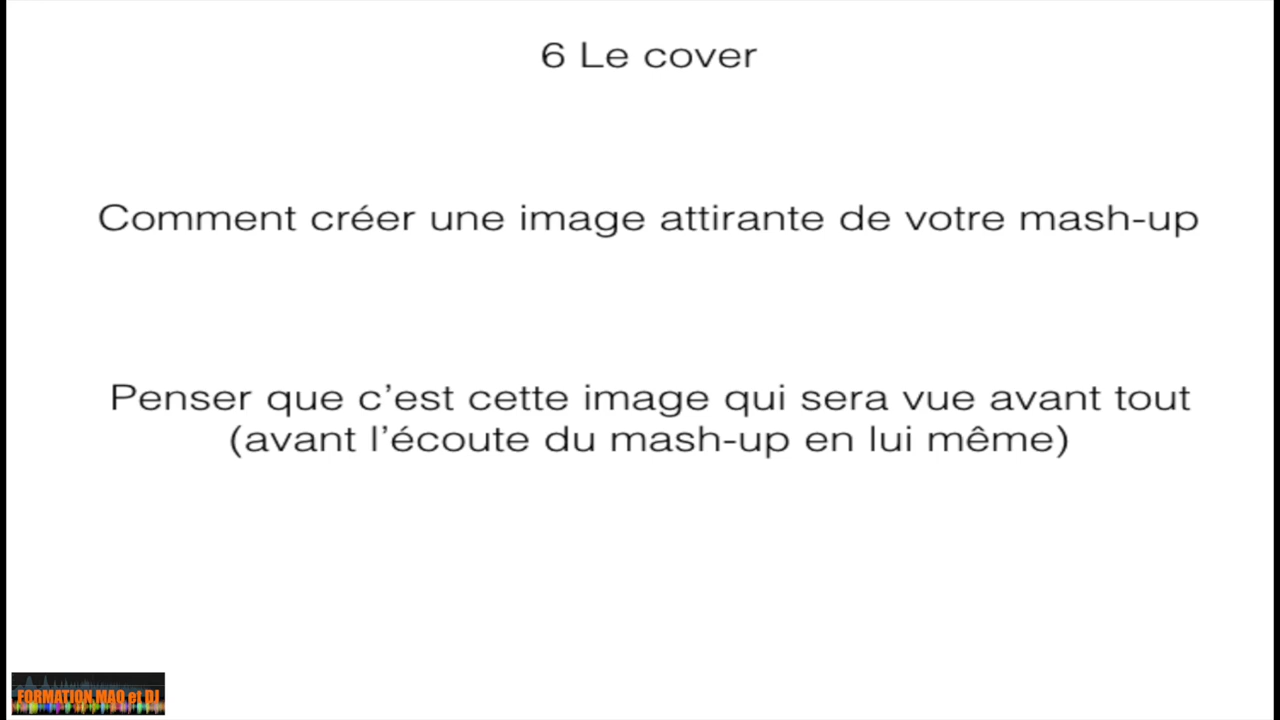 6 Le cover
Comment créer une image attirante de votre mash-up
Penser que c’est cette image qui sera vue avant tout
(avant l’écoute du mash-up en lui même)
FORMATION MAO et DJ